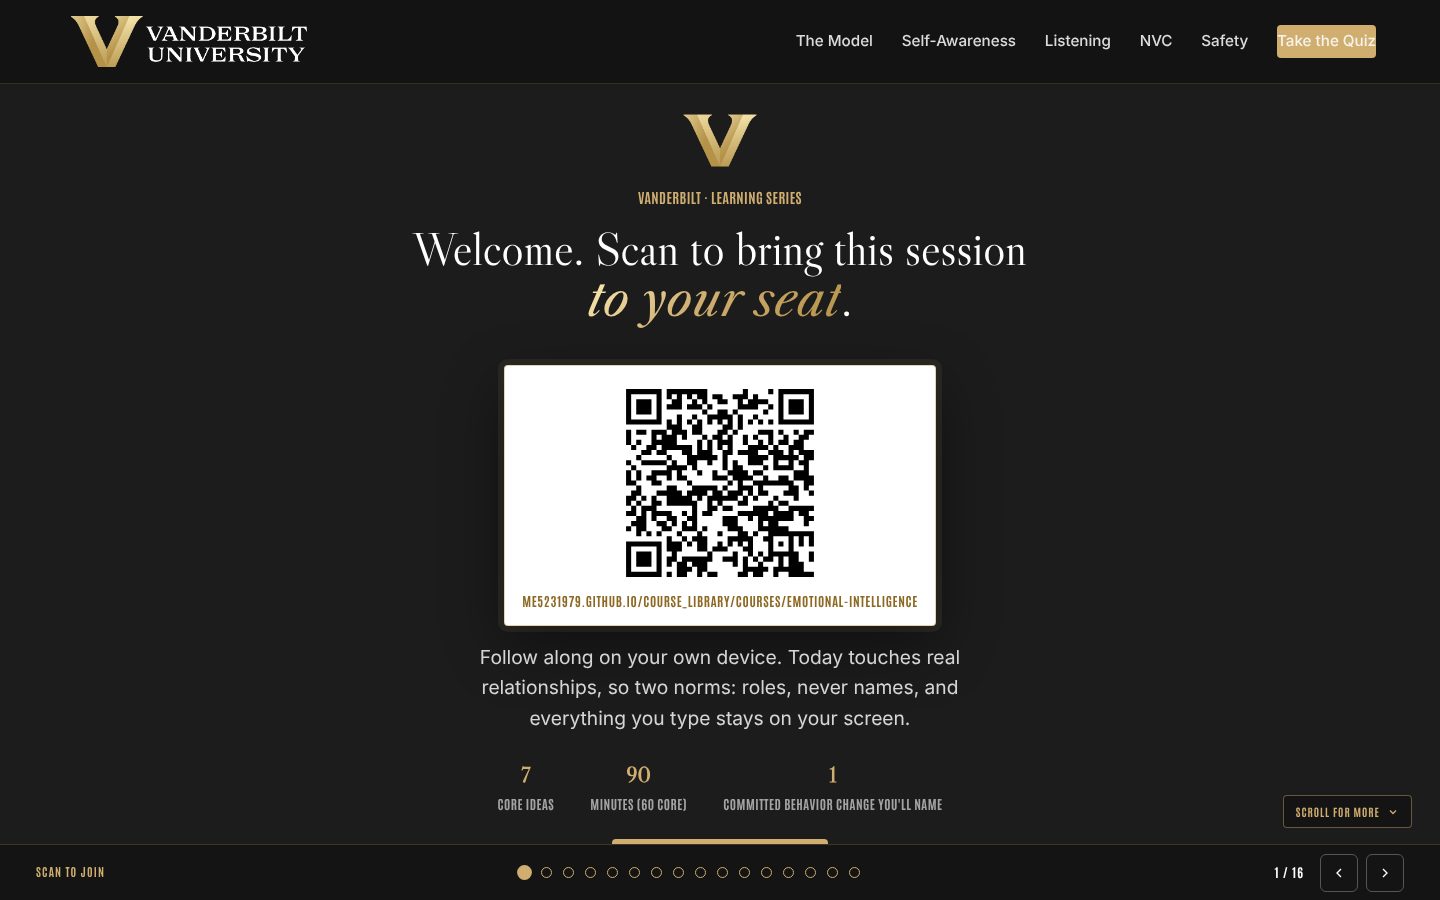 VANDERBILT
UNIVERSITY
The Model
Self-Awareness
Listening
NVC
Safety
Take the Quiz
VANDERBILT · LEARNING SERIES
Welcome. Scan to bring this session
to your seat.
ME5231979.GITHUB.IO/COURSE_LIBRARY/COURSES/EMOTIONAL-INTELLIGENCE
Follow along on your own device. Today touches real
relationships, so two norms: roles, never names, and
everything you type stays on your screen.
7
CORE IDEAS
90
MINUTES (60 CORE)
1
COMMITTED BEHAVIOR CHANGE YOU'LL NAME
SCROLL FOR MORE
SCAN TO JOIN
1 / 16